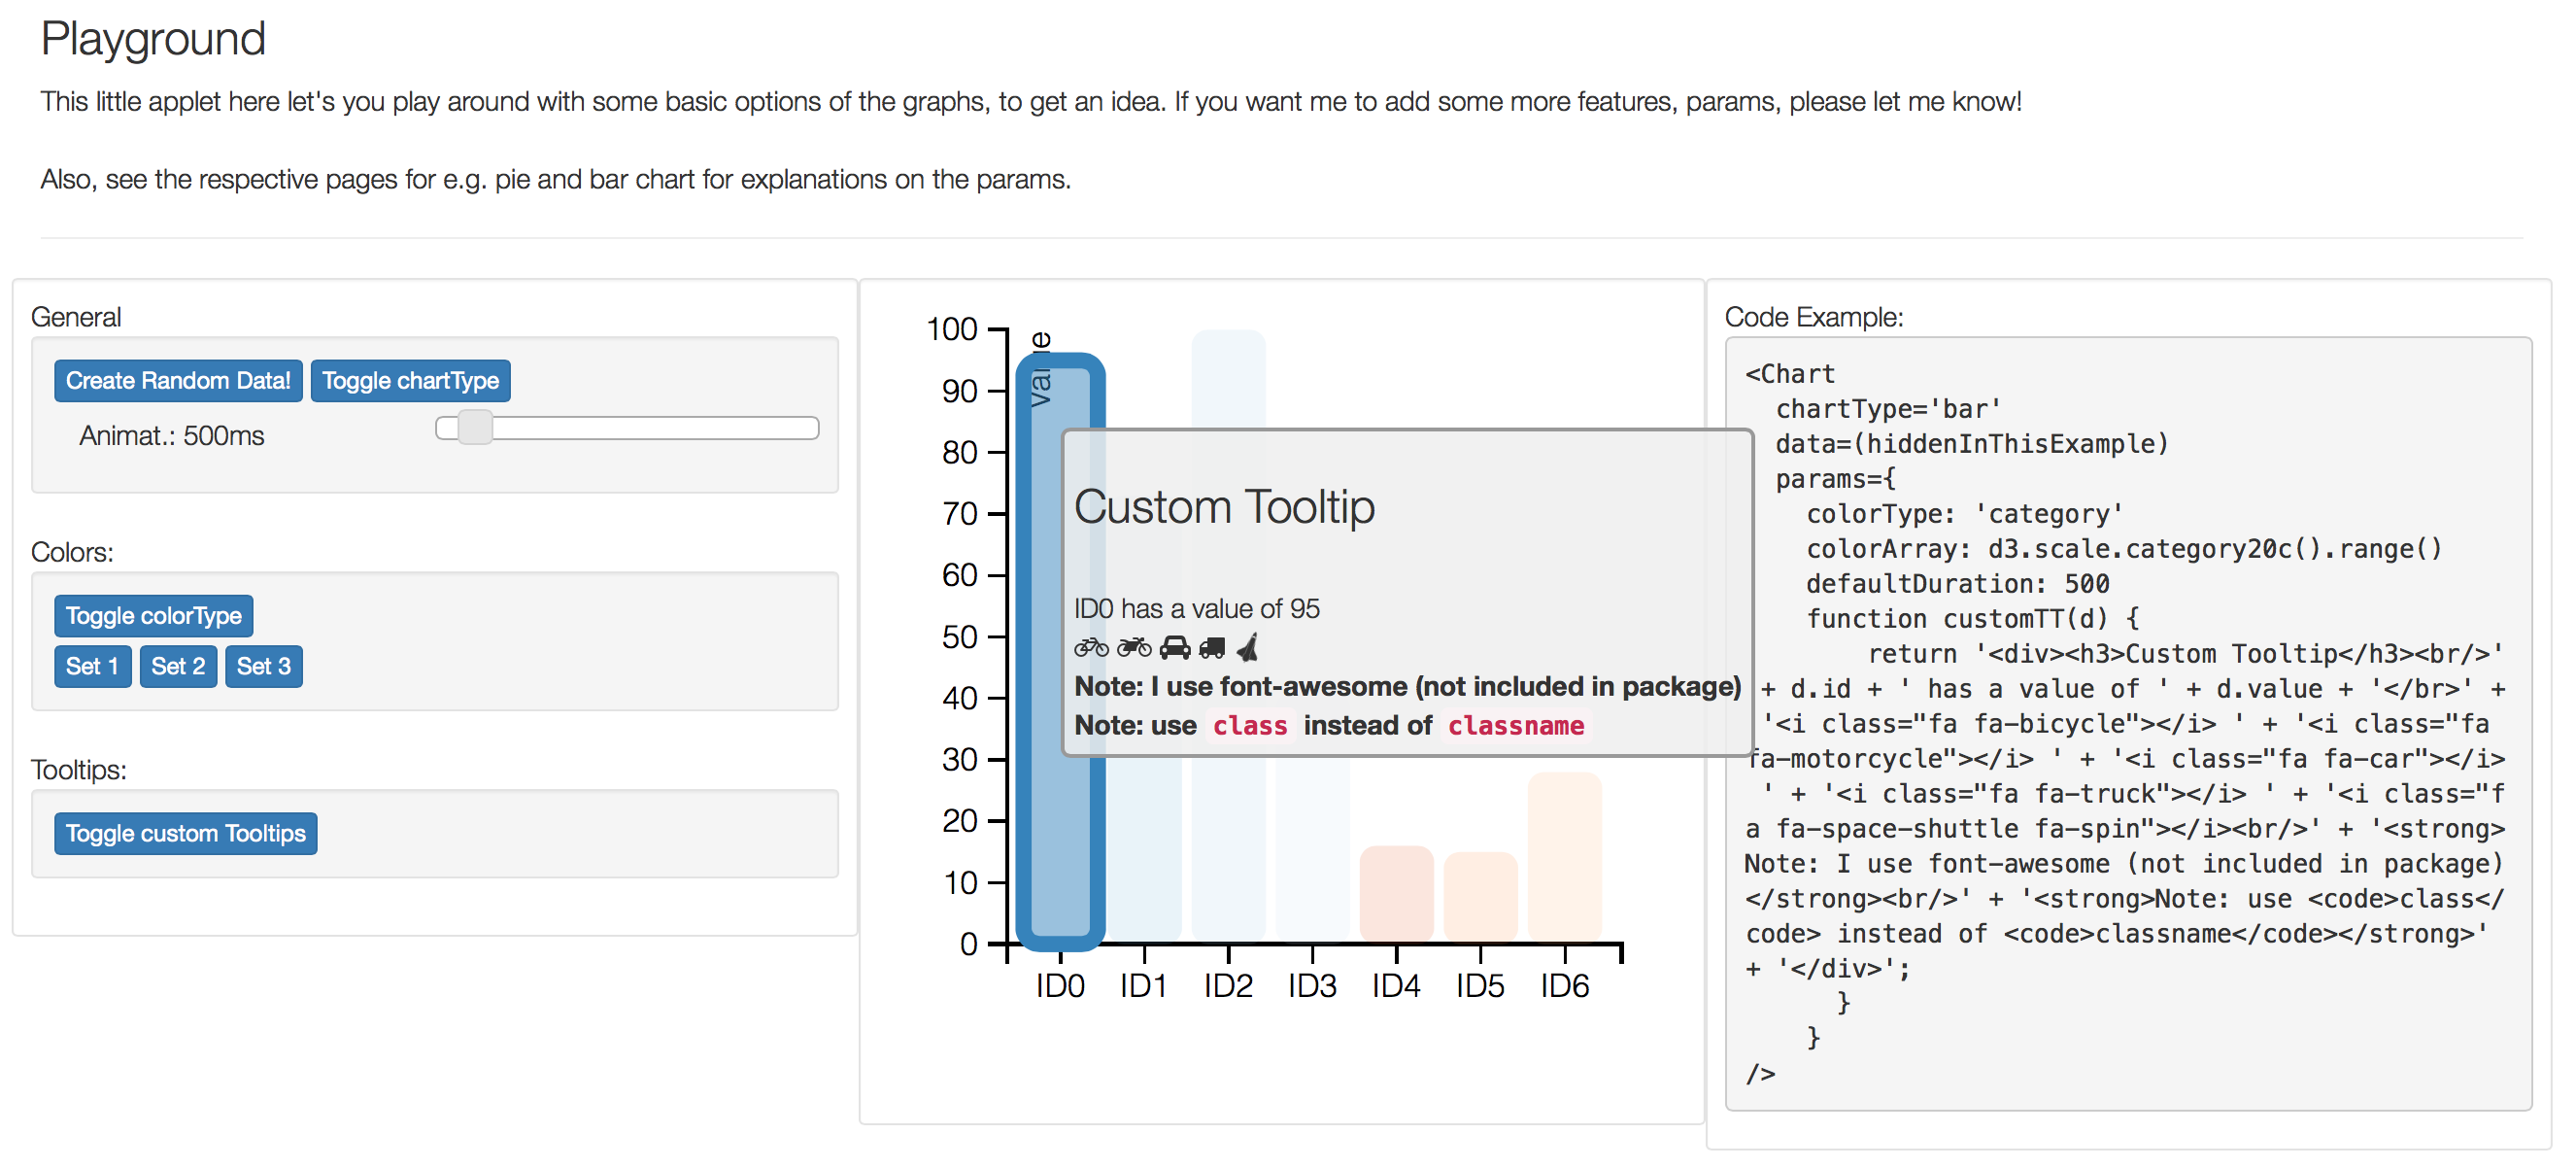 Playground
This little applet here let's you play around with some basic options of the graphs, to get an idea. If you want me to add some more features, params, please let me know!
Also, see the respective pages for e.g. pie and bar chart for explanations on the params.
General
Create Random Data!
Toggle chartType
Animat.: 500ms
Colors:
Toggle colorType
Set 1
Set 2
Set 3
Tooltips:
Toggle custom Tooltips
100
90
80
70
60
50
40
30
20
10
0
Value
ID0
ID1
ID2
ID3
ID4
ID5
ID6
Custom Tooltip
ID0 has a value of 95
Note: I use font-awesome (not included in package)
Note: use class instead of classname
Code Example:
<Chart
  chartType='bar'
  data=(hiddenInThisExample)
  params={
    colorType: 'category'
    colorArray: d3.scale.category20c().range()
    defaultDuration: 500
    function customTT(d) {
        return '<div><h3>Custom Tooltip</h3><br/>'
 + d.id + ' has a value of ' + d.value + '</br>' +
 '<i class="fa fa-bicycle"></i> ' + '<i class="fa
fa-motorcycle"></i> ' + '<i class="fa fa-car"></i>
 ' + '<i class="fa fa-truck"></i> ' + '<i class="f
a fa-space-shuttle fa-spin"></i><br/>' + '<strong>
Note: I use font-awesome (not included in package)
</strong><br/>' + '<strong>Note: use <code>class</
code> instead of <code>classname</code></strong>'
+ '</div>';
      }
    }
/>